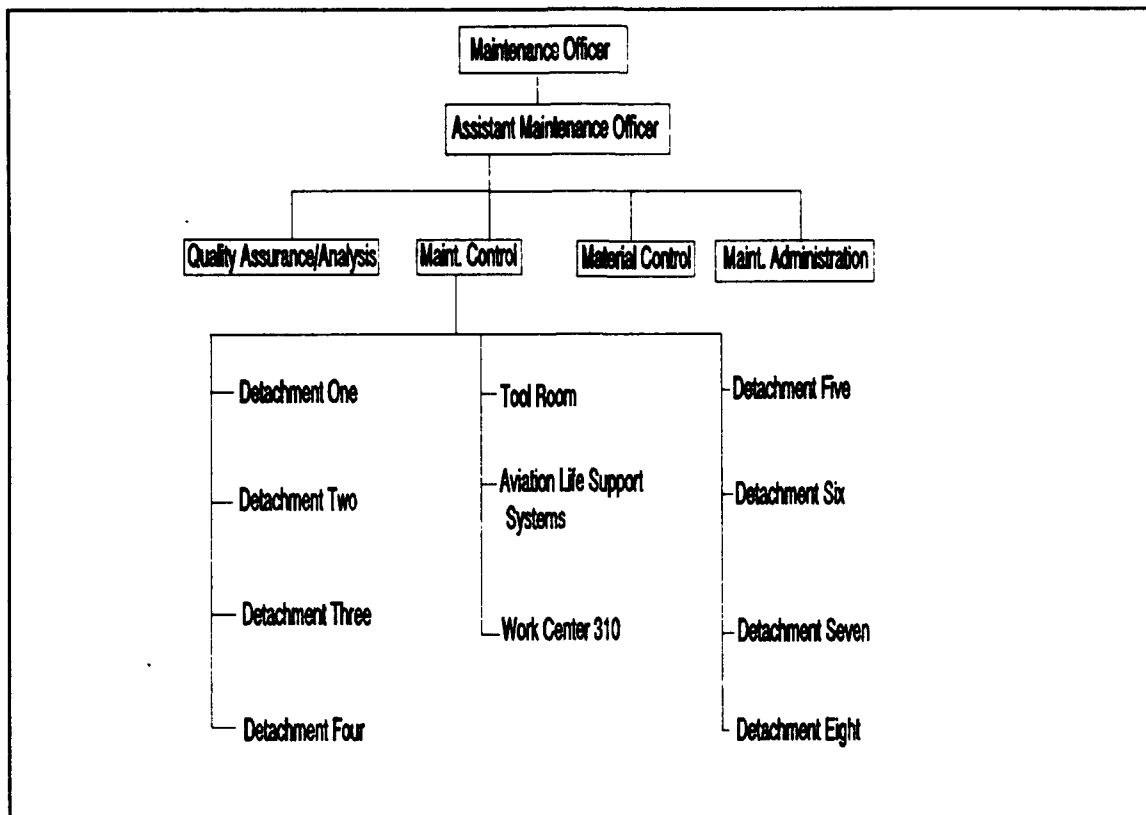 Maintenance Officer
Assistant Maintenance Officer
Quality Assurance/Analysis
Maint. Control
Material Control
Maint. Administration
Detachment One
Detachment Two
Detachment Three
Detachment Four
Tool Room
Aviation Life Support
Systems
Work Center 310
Detachment Five
Detachment Six
Detachment Seven
Detachment Eight